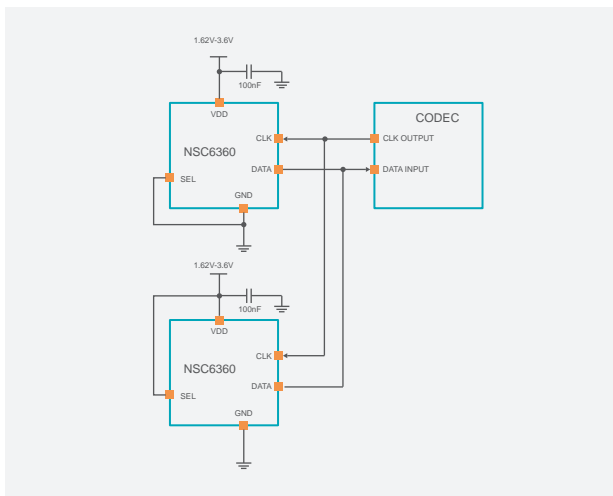 1.62V-3.6V
100nF
VDD
CODEC
CLK
CLK OUTPUT
NSC6360
DATA
DATA INPUT
SEL
GND
1.62V-3.6V
100nF
VDD
CLK
NSC6360
DATA
SEL
GND